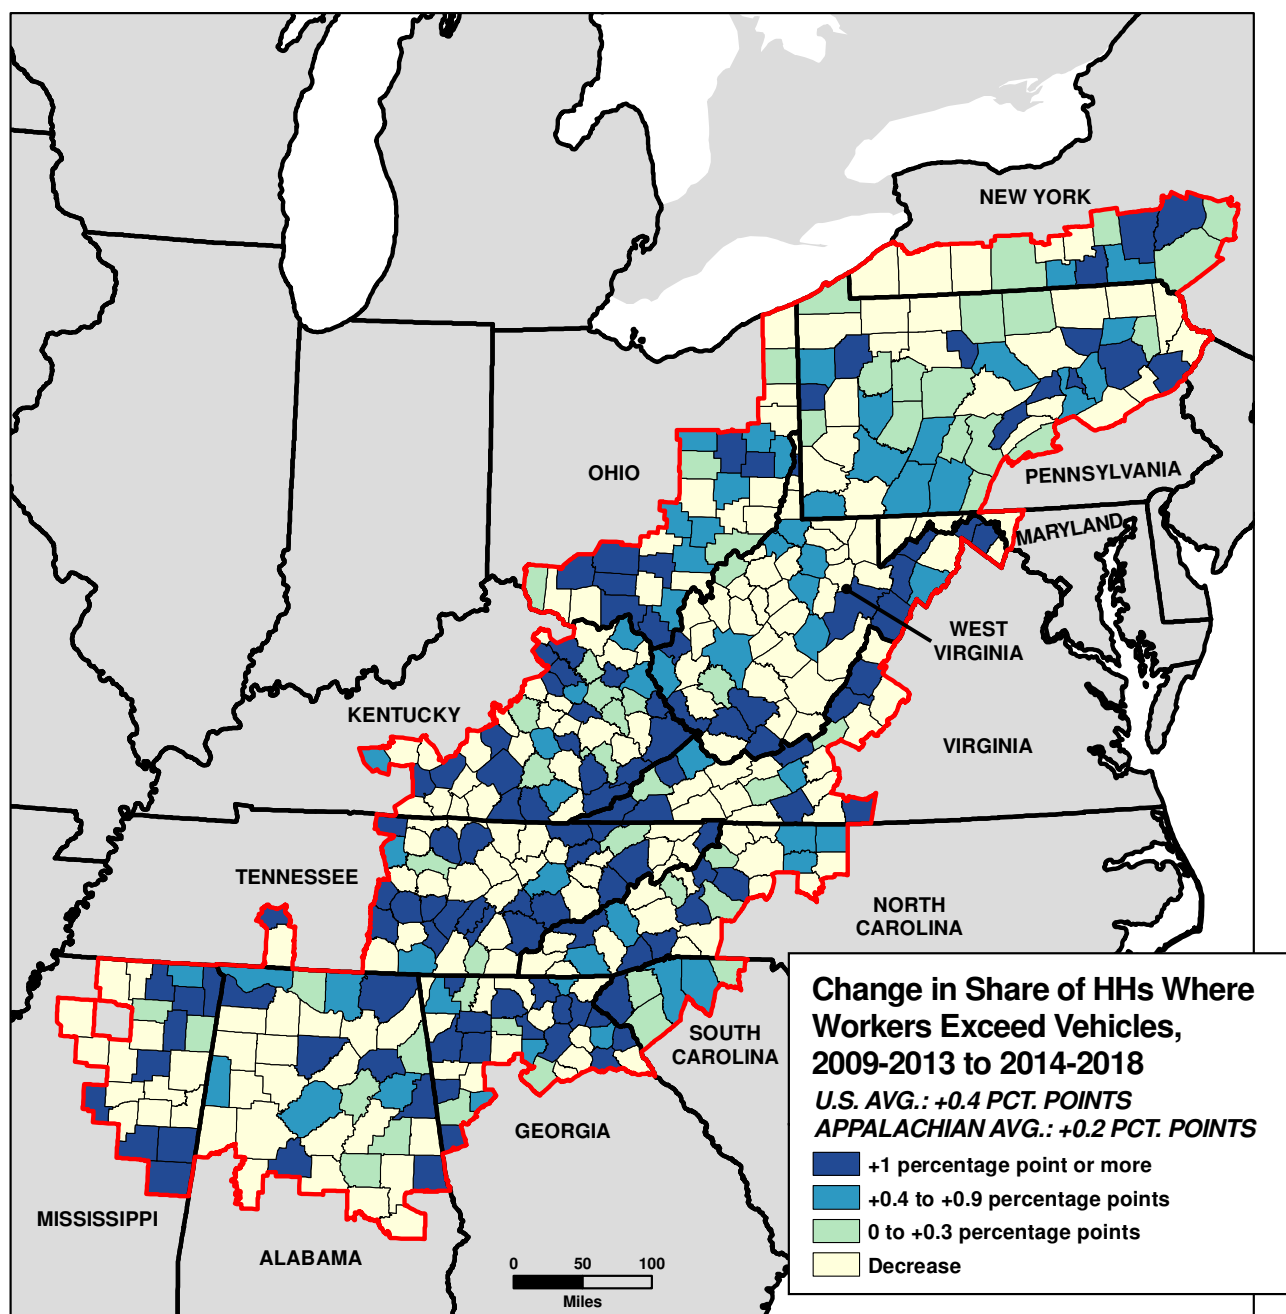 NEW YORK
OHIO
PENNSYLVANIA
MARYLAND
WEST
VIRGINIA
KENTUCKY
VIRGINIA
TENNESSEE
NORTH
CAROLINA
SOUTH
CAROLINA
GEORGIA
MISSISSIPPI
ALABAMA
0 50 100
Miles
Change in Share of HHs Where
Workers Exceed Vehicles,
2009-2013 to 2014-2018
U.S. AVG.: +0.4 PCT. POINTS
APPALACHIAN AVG.: +0.2 PCT. POINTS
+1 percentage point or more
+0.4 to +0.9 percentage points
0 to +0.3 percentage points
Decrease